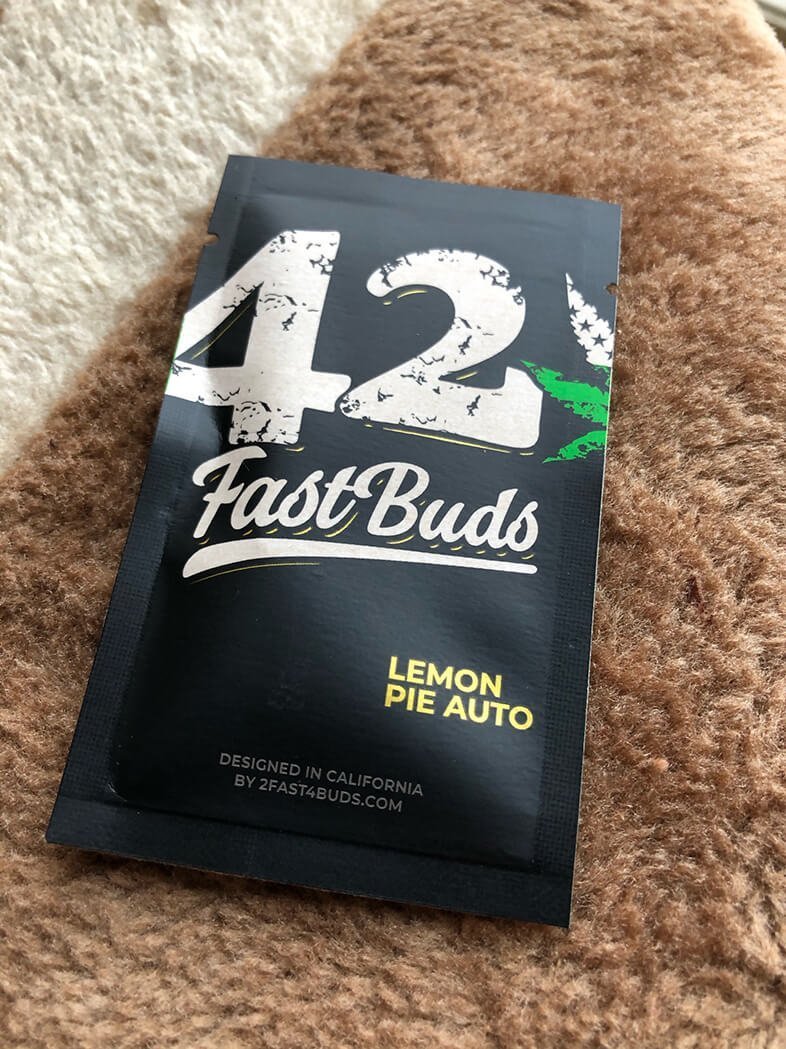 42
Fast Buds
LEMON
PIE AUTO
DESIGNED IN CALIFORNIA
BY 2FAST4BUDS.COM